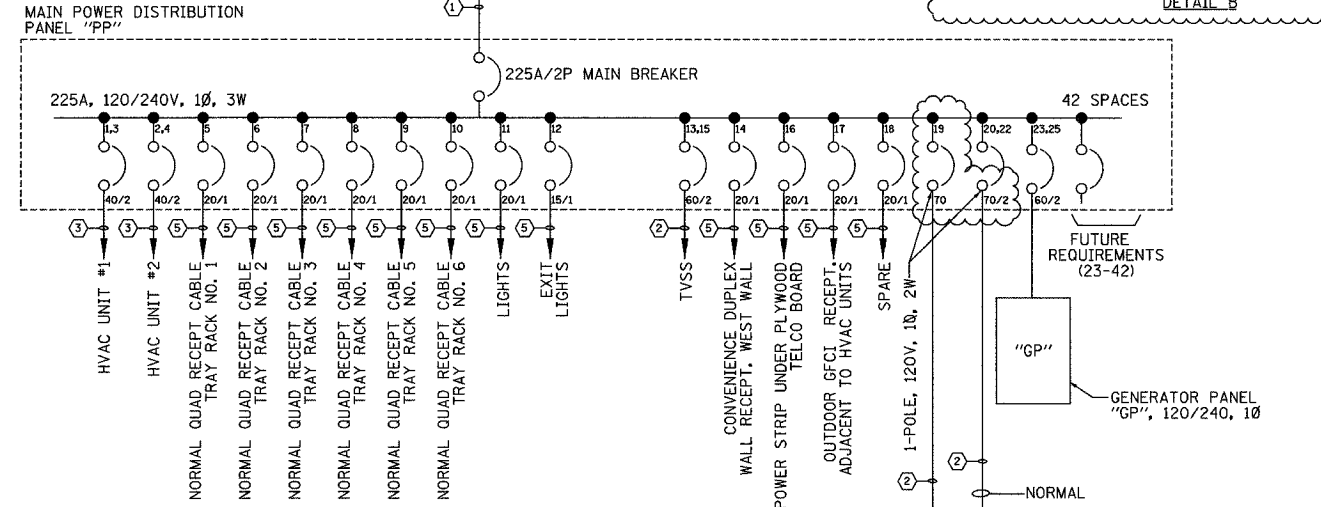 MAIN POWER DISTRIBUTION
PANEL "PP"
1
DETAIL B
225A/2P MAIN BREAKER
225A, 120/240V, 1Ø, 3W
42 SPACES
1,3
2,4
5
6
7
8
9
10
11
12
13,15
14
16
17
18
19
20,22
23,25
40/2
40/2
20/1
20/1
20/1
20/1
20/1
20/1
20/1
15/1
60/2
20/1
20/1
20/1
20/1
70
70/2
60/2
3
3
5
5
5
5
5
5
5
5
2
5
5
5
5
FUTURE
REQUIREMENTS
(23-42)
HVAC UNIT #1
HVAC UNIT #2
NORMAL QUAD RECEPT CABLE
TRAY RACK NO. 1
NORMAL QUAD RECEPT CABLE
TRAY RACK NO. 2
NORMAL QUAD RECEPT CABLE
TRAY RACK NO. 3
NORMAL QUAD RECEPT CABLE
TRAY RACK NO. 4
NORMAL QUAD RECEPT CABLE
TRAY RACK NO. 5
NORMAL QUAD RECEPT CABLE
TRAY RACK NO. 6
LIGHTS
EXIT
LIGHTS
TVSS
CONVENIENCE DUPLEX
WALL RECEPT. WEST WALL
POWER STRIP UNDER PLYWOOD
TELCO BOARD
OUTDOOR GFCI RECEPT.
ADJACENT TO HVAC UNITS
SPARE
1-POLE, 120V, 1Ø, 2W
"GP"
GENERATOR PANEL
"GP", 120/240, 1Ø
2
2
NORMAL